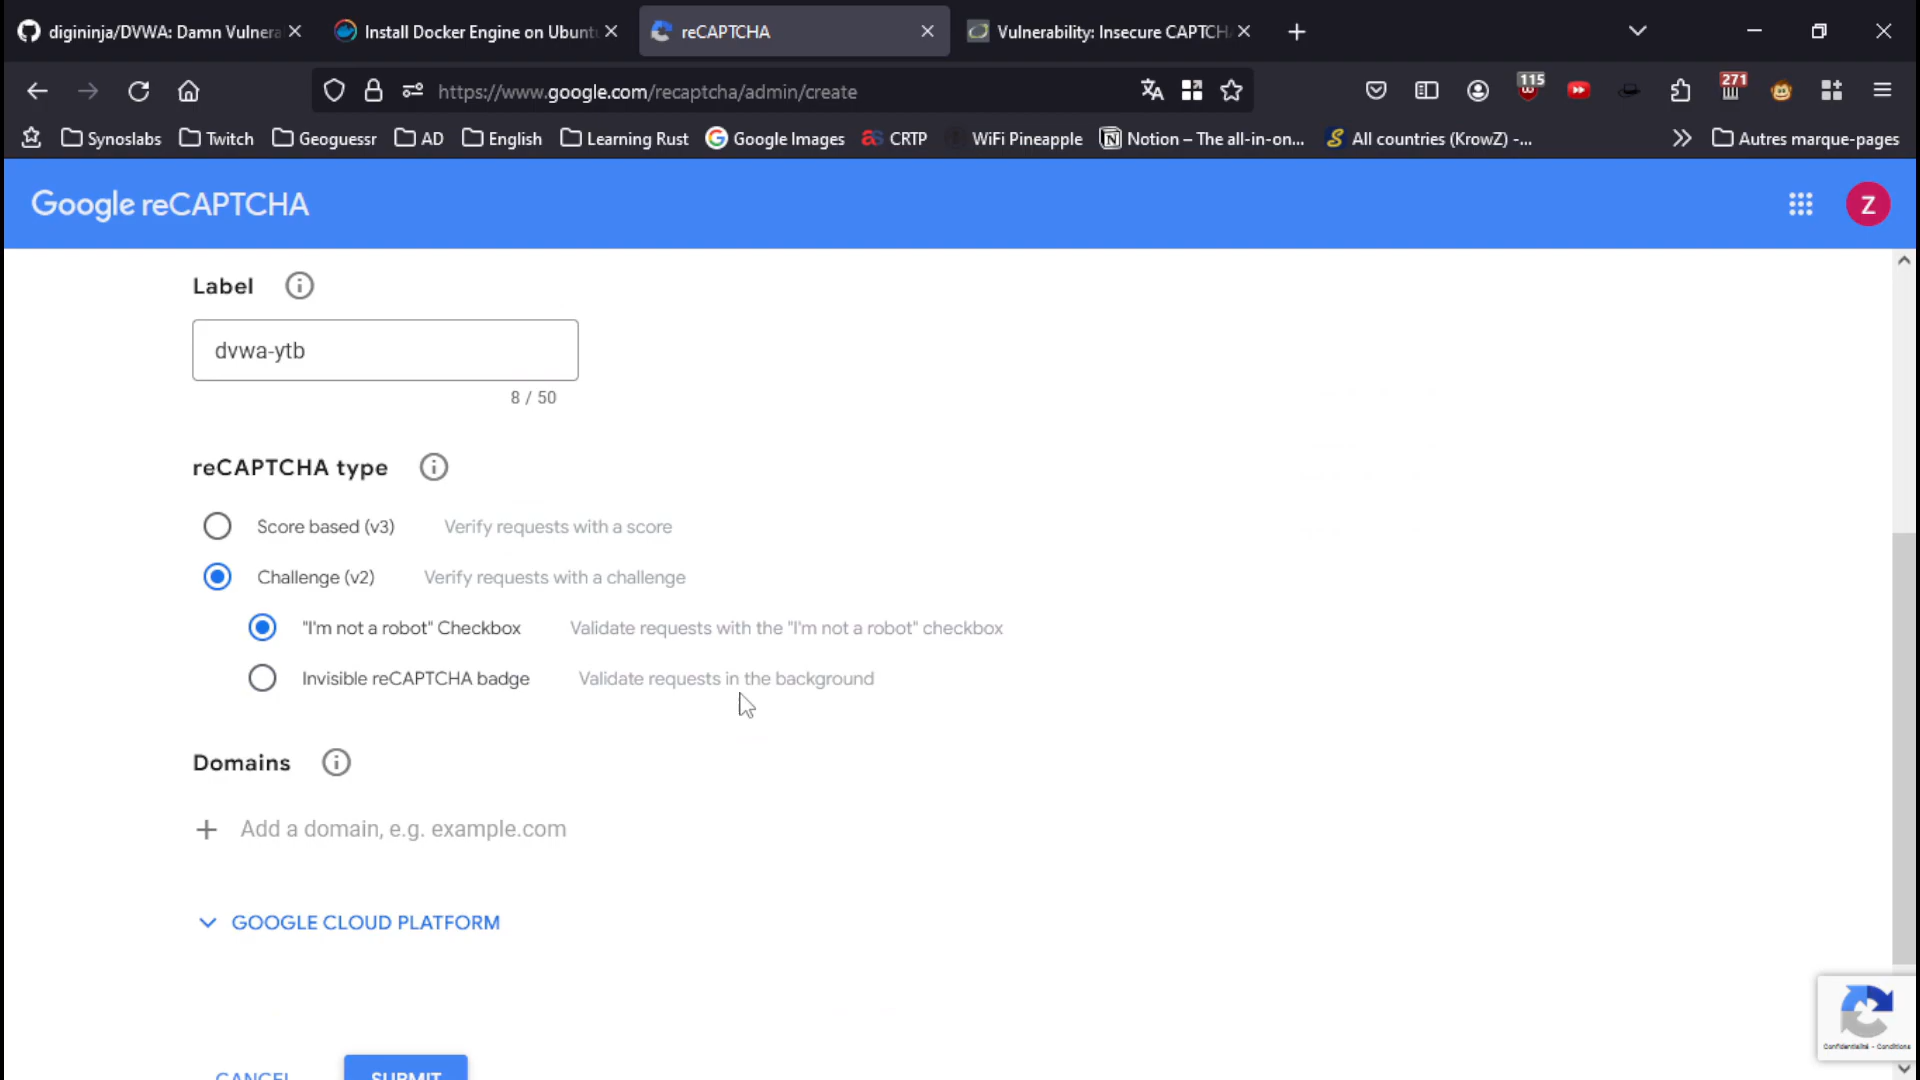 digininja/DVWA: Damn Vulnera
Install Docker Engine on Ubunt
reCAPTCHA
Vulnerability: Insecure CAPTCH
https://www.google.com/recaptcha/admin/create
115
271
Synoslabs
Twitch
Geoguessr
AD
English
Learning Rust
Google Images
CRTP
WiFi Pineapple
Notion – The all-in-on...
All countries (KrowZ) -...
Autres marque-pages
Google reCAPTCHA
Z
Label
dvwa-ytb
8 / 50
reCAPTCHA type
Score based (v3) Verify requests with a score
Challenge (v2) Verify requests with a challenge
"I'm not a robot" Checkbox Validate requests with the "I'm not a robot" checkbox
Invisible reCAPTCHA badge Validate requests in the background
Domains
Add a domain, e.g. example.com
GOOGLE CLOUD PLATFORM
CANCEL
SUBMIT
Confidentialité - Conditions